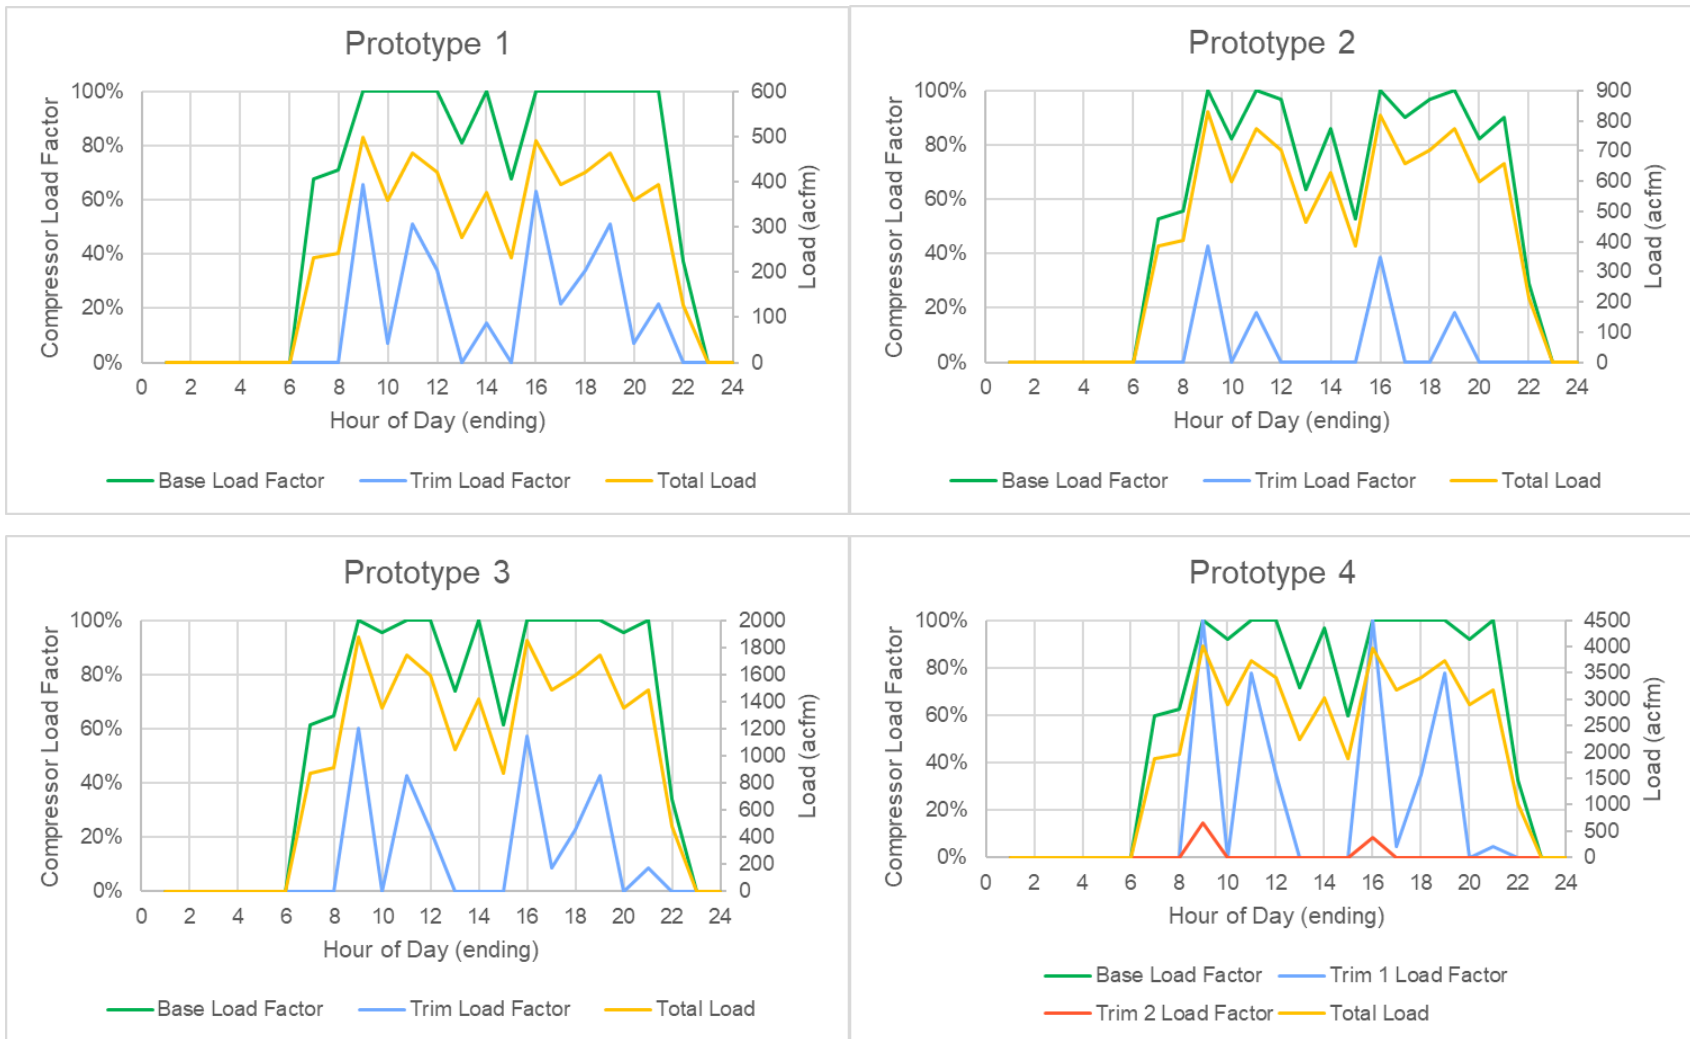 Prototype 1
100%
80%
60%
40%
20%
0%
Compressor Load Factor
600
500
400
300
200
100
0
Load (acfm)
0 2 4 6 8 10 12 14 16 18 20 22 24
Hour of Day (ending)
Base Load Factor Trim Load Factor Total Load
Prototype 2
100%
80%
60%
40%
20%
0%
Compressor Load Factor
900
800
700
600
500
400
300
200
100
0
Load (acfm)
0 2 4 6 8 10 12 14 16 18 20 22 24
Hour of Day (ending)
Base Load Factor Trim Load Factor Total Load
Prototype 3
100%
80%
60%
40%
20%
0%
Compressor Load Factor
2000
1800
1600
1400
1200
1000
800
600
400
200
0
Load (acfm)
0 2 4 6 8 10 12 14 16 18 20 22 24
Hour of Day (ending)
Base Load Factor Trim Load Factor Total Load
Prototype 4
100%
80%
60%
40%
20%
0%
Compressor Load Factor
4500
4000
3500
3000
2500
2000
1500
1000
500
0
Load (acfm)
0 2 4 6 8 10 12 14 16 18 20 22 24
Hour of Day (ending)
Base Load Factor Trim 1 Load Factor
Trim 2 Load Factor Total Load